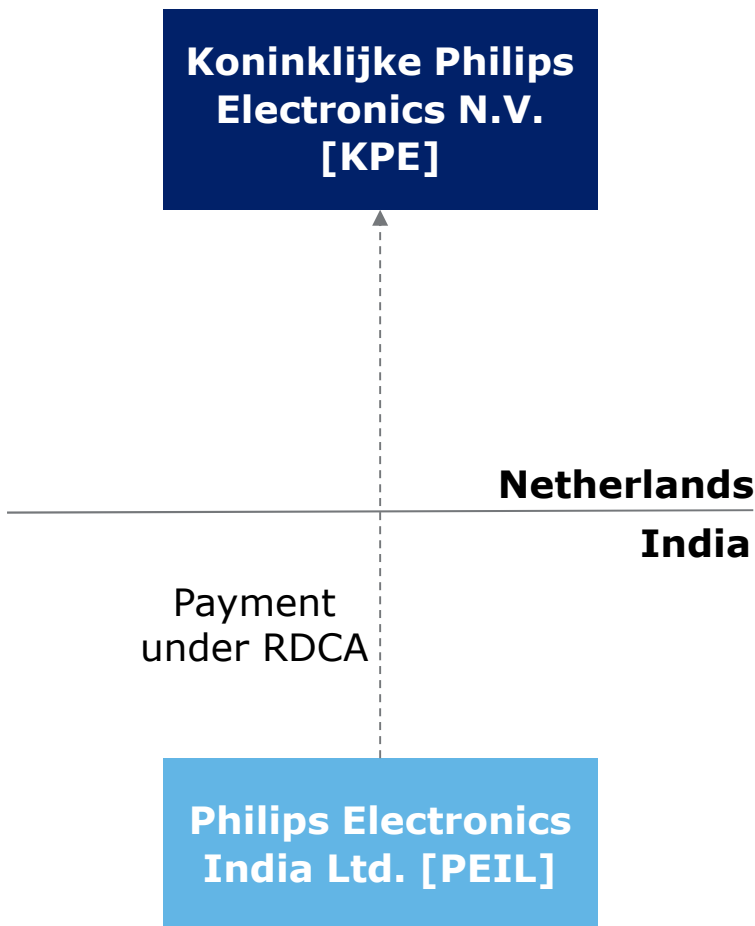 Koninklijke Philips
Electronics N.V.
[KPE]
Netherlands
India
Payment
under RDCA
Philips Electronics
India Ltd. [PEIL]